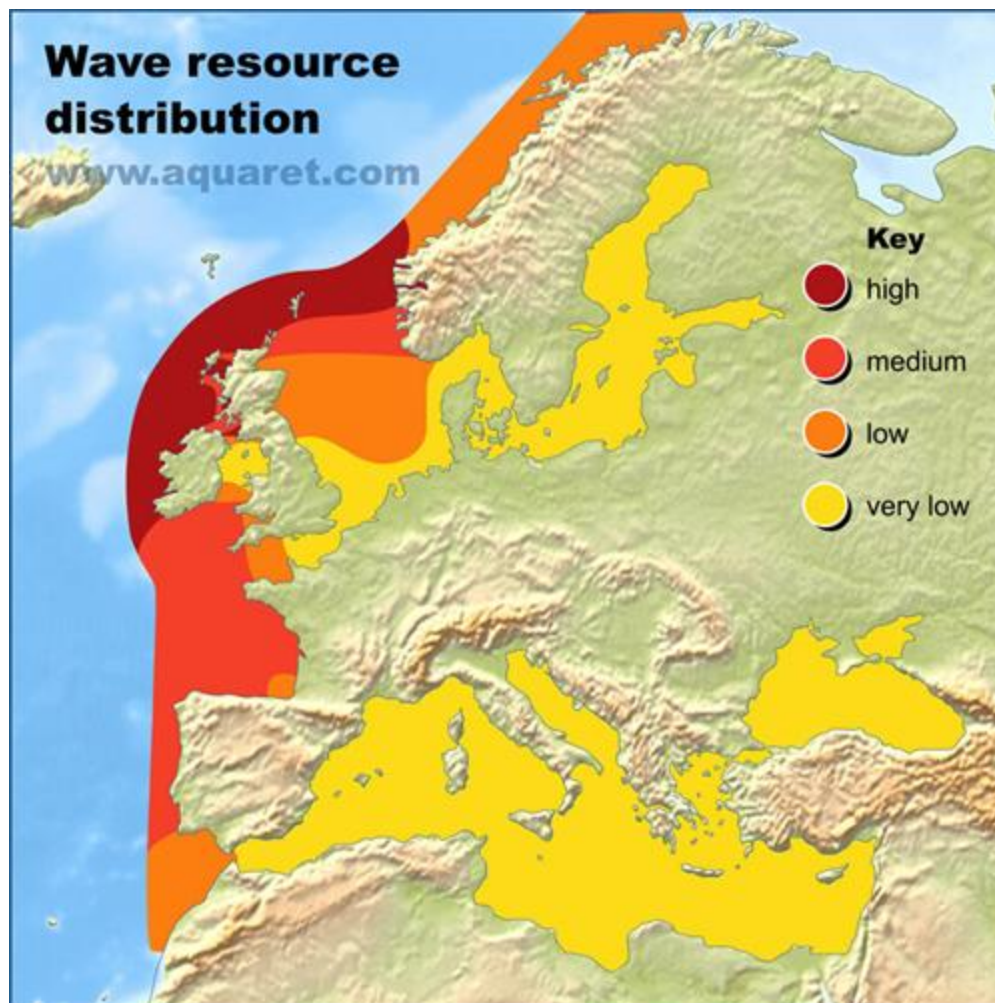 Wave resource
distribution
www.aquaret.com
Key
high
medium
low
very low